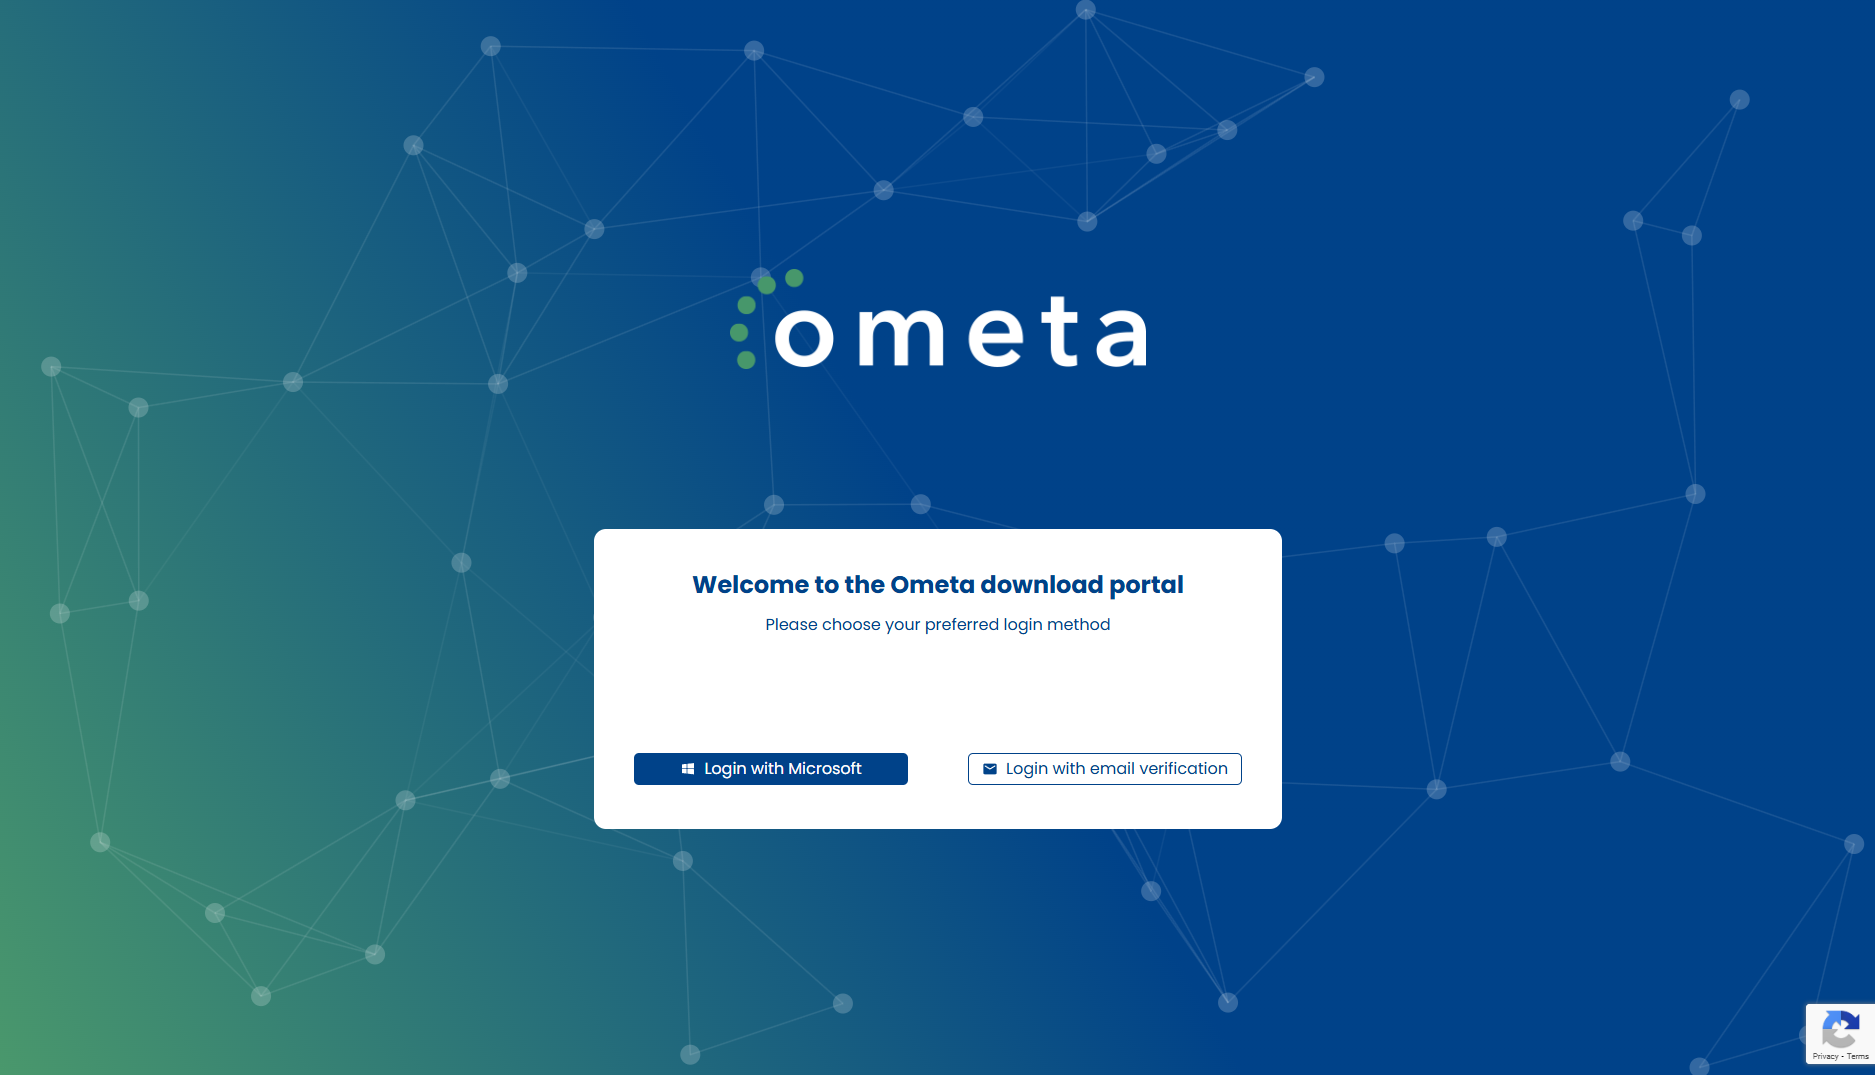 ometa
Welcome to the Ometa download portal
Please choose your preferred login method
Login with Microsoft
Login with email verification
Privacy - Terms